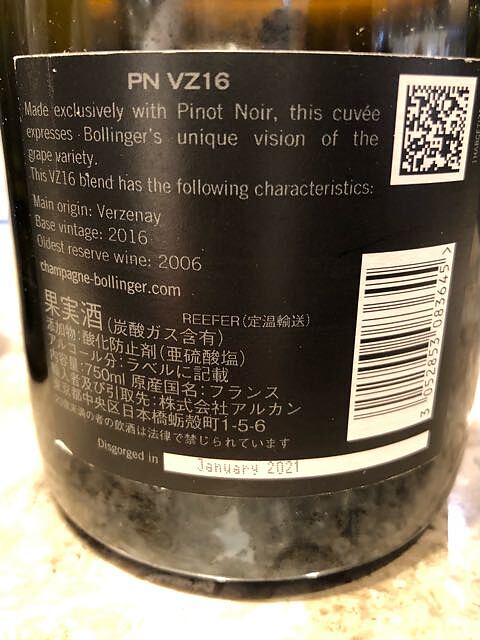 PN VZ16
Made exclusively with Pinot Noir, this cuvée
expresses Bollinger's unique vision of the
grape variety.
This VZ16 blend has the following characteristics:
Main origin: Verzenay
Base vintage: 2016
Oldest reserve wine: 2006
champagne-bollinger.com
果実酒(炭酸ガス含有) REEFER(定温輸送)
添加物:酸化防止剤(亜硫酸塩)
アルコール分:ラベルに記載
内容量:750ml 原産国名:フランス
輸入者及び引取先:株式会社アルカン
東京都中央区日本橋蛎殻町1-5-6
20歳未満の者の飲酒は法律で禁じられています
Disgorged in January 2021
3 052853 083645 >